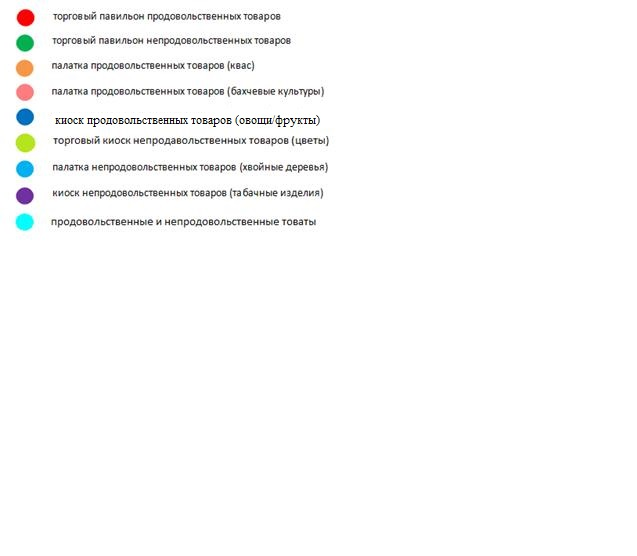 торговый павильон продовольственных товаров
торговый павильон непродовольственных товаров
палатка продовольственных товаров (квас)
палатка продовольственных товаров (бахчевые культуры)
киоск продовольственных товаров (овощи/фрукты)
торговый киоск непродавольственных товаров (цветы)
палатка непродовольственных товаров (хвойные деревья)
киоск непродовольственных товаров (табачные изделия)
продовольственные и непродовольственные товаты